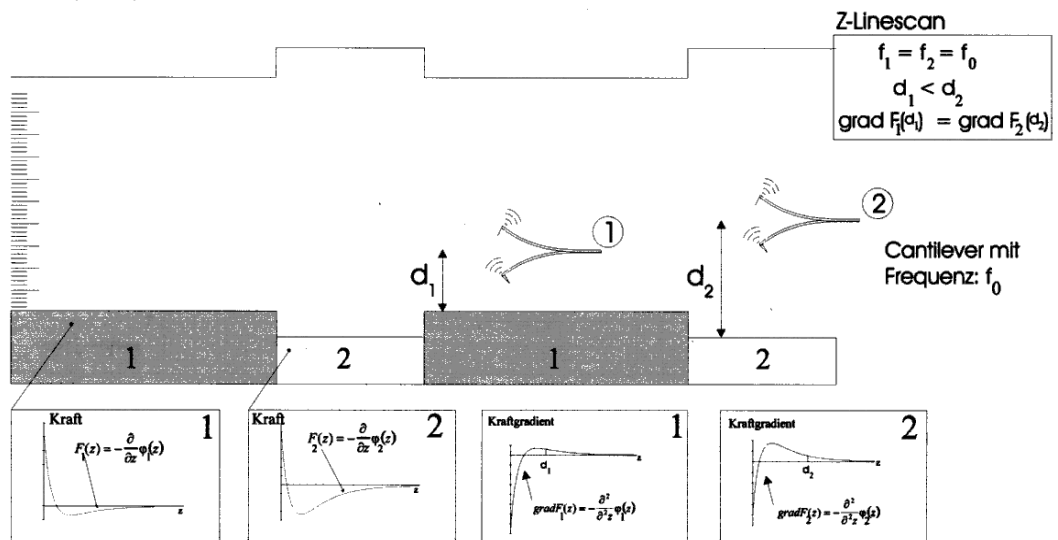 Z-Linescan
f₁ = f₂ = f₀
d₁ < d₂
grad F₁(d₁) = grad F₂(d₂)
1
2
d₁
d₂
Cantilever mit
Frequenz: f₀
1
2
1
2
Kraft
1
F₁(z) = -∂/∂z φ₁(z)
z
Kraft
2
F₂(z) = -∂/∂z φ₂(z)
z
Kraftgradient
1
z
d₁
gradF₁(z) = -∂²/∂²z φ₁(z)
Kraftgradient
2
z
d₂
gradF₂(z) = -∂²/∂²z φ₂(z)